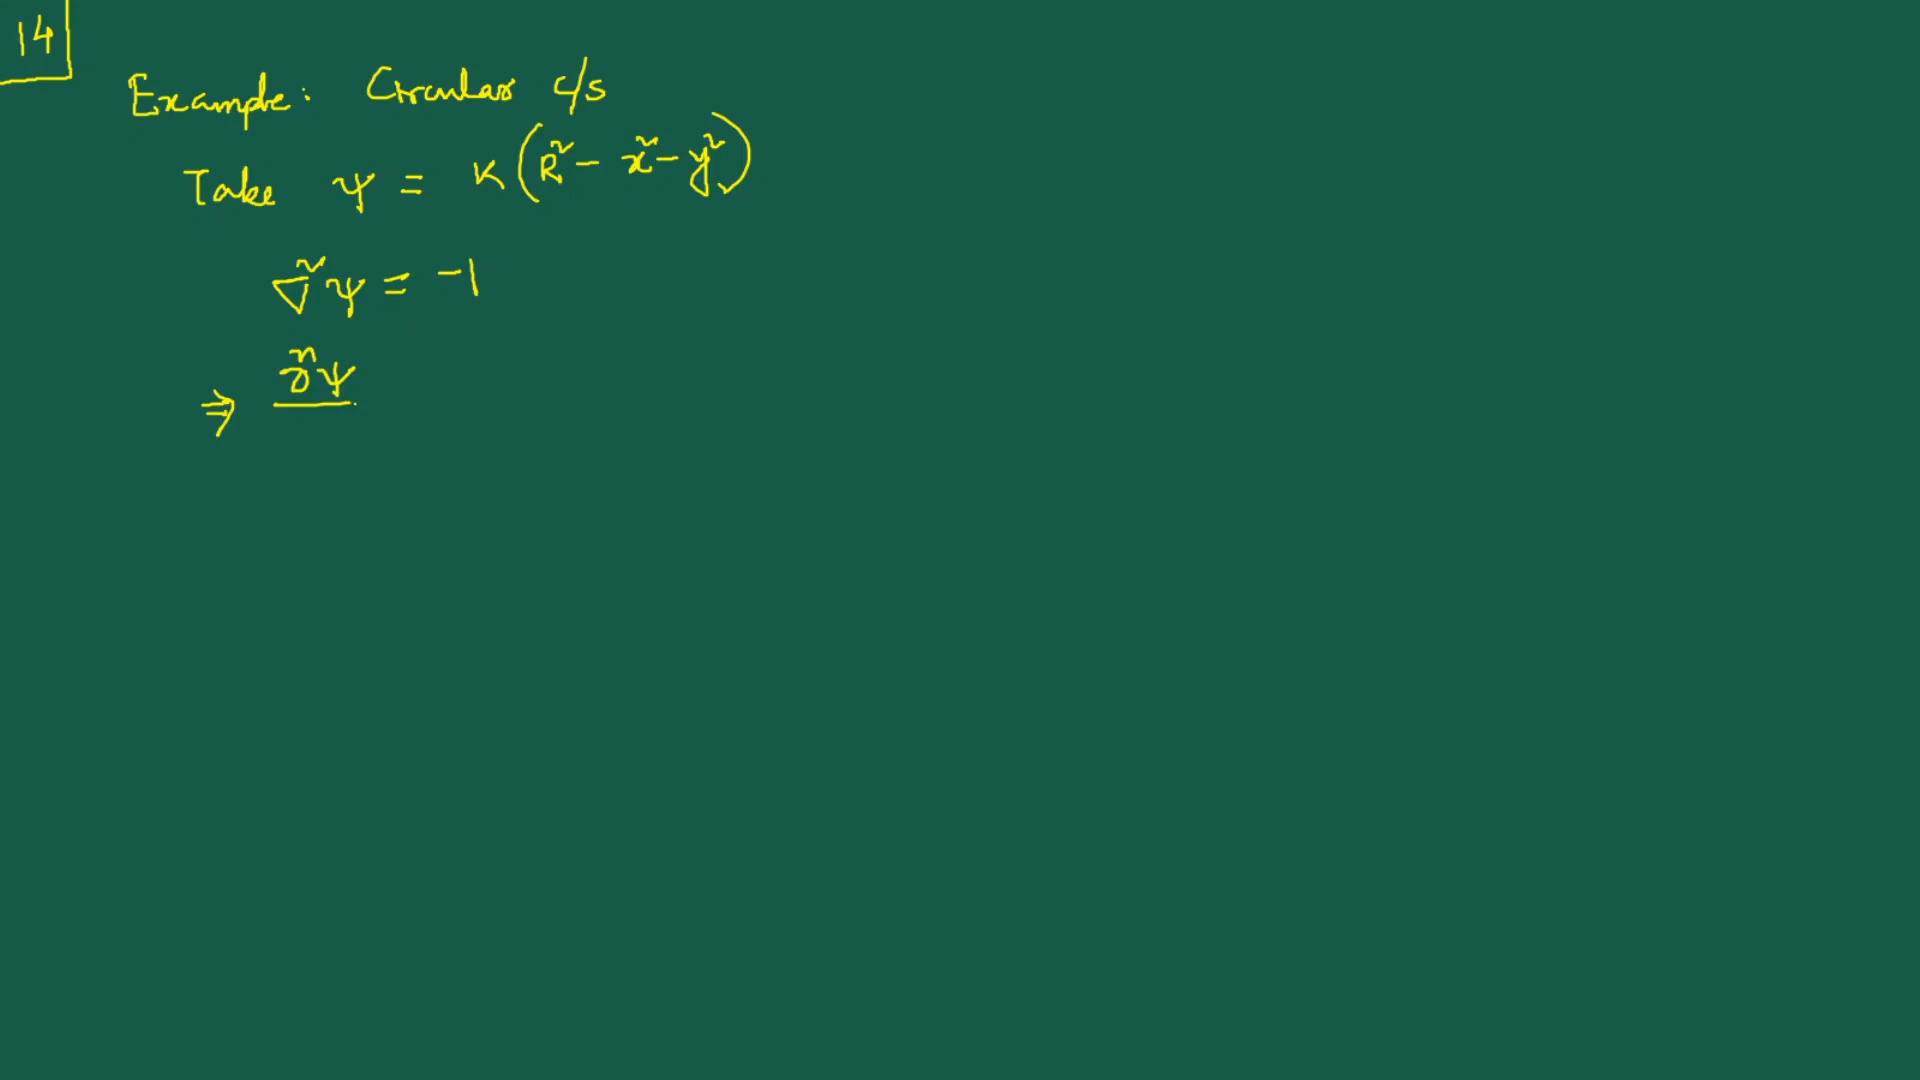 14
Example: Circular c/s
Take ψ = K(R² - x² - y²)
∇²ψ = -1
⇒ ∂²ψ